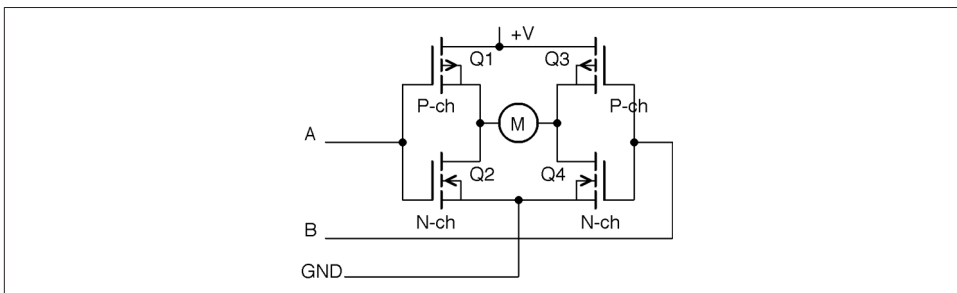 +V
Q1 Q3
P-ch P-ch
M
A
Q2 Q4
N-ch N-ch
B
GND